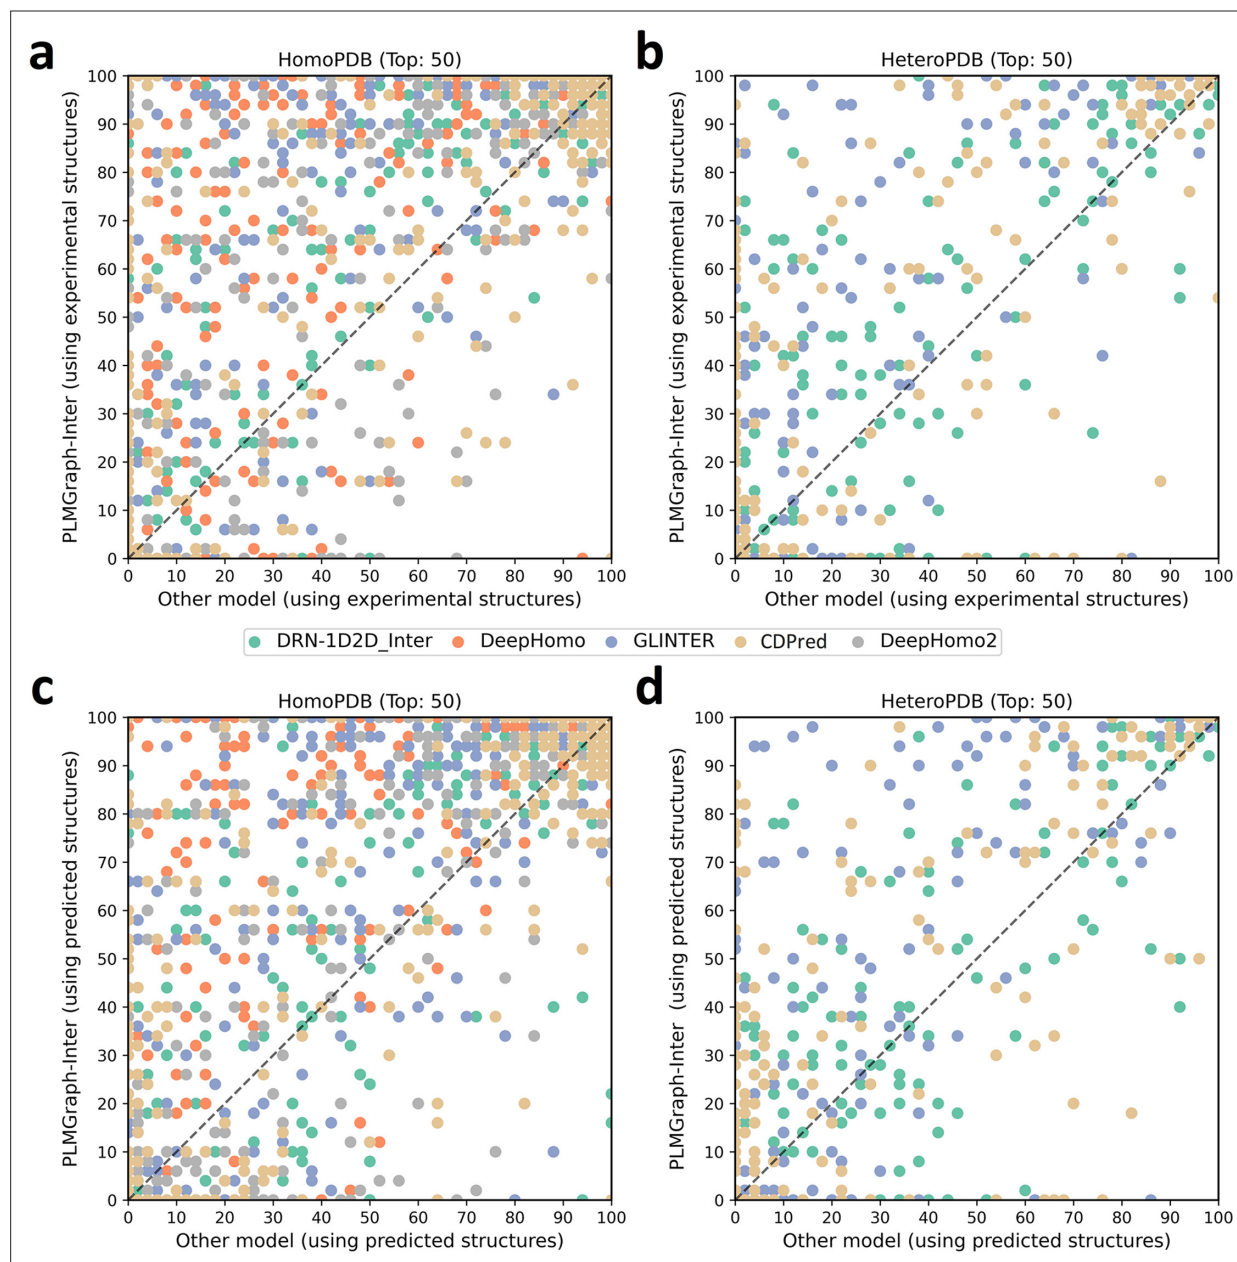 a
b
HomoPDB (Top: 50)
HeteroPDB (Top: 50)
PLMGraph-Inter (using experimental structures)
100
90
80
70
60
50
40
30
20
10
0
0 10 20 30 40 50 60 70 80 90 100
Other model (using experimental structures)
PLMGraph-Inter (using experimental structures)
100
90
80
70
60
50
40
30
20
10
0
0 10 20 30 40 50 60 70 80 90 100
Other model (using experimental structures)
DRN-1D2D_Inter DeepHomo GLINTER CDPred DeepHomo2
c
d
HomoPDB (Top: 50)
HeteroPDB (Top: 50)
PLMGraph-Inter (using predicted structures)
100
90
80
70
60
50
40
30
20
10
0
0 10 20 30 40 50 60 70 80 90 100
Other model (using predicted structures)
PLMGraph-Inter (using predicted structures)
100
90
80
70
60
50
40
30
20
10
0
0 10 20 30 40 50 60 70 80 90 100
Other model (using predicted structures)